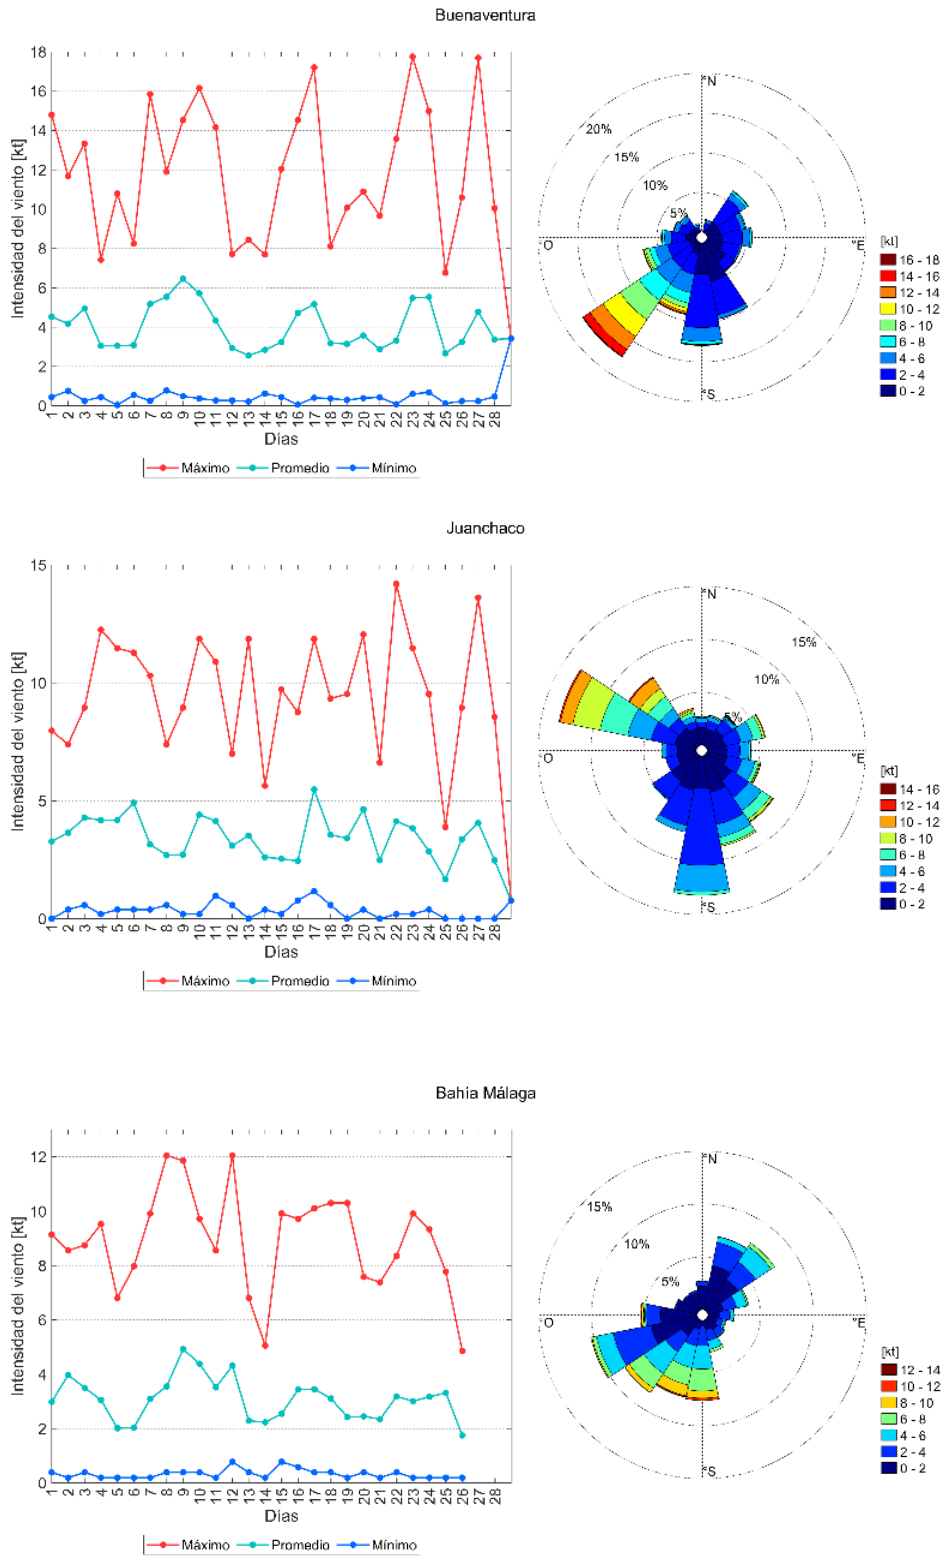 Buenaventura
Intensidad del viento [kt]
18
16
14
12
10
8
6
4
2
0
1 2 3 4 5 6 7 8 9 10 11 12 13 14 15 16 17 18 19 20 21 22 23 24 25 26 27 28
Días
Máximo Promedio Mínimo
°N
20%
15%
10%
5%
°O
°E
°S
[kt]
16 - 18
14 - 16
12 - 14
10 - 12
8 - 10
6 - 8
4 - 6
2 - 4
0 - 2
Juanchaco
Intensidad del viento [kt]
15
10
5
0
1 2 3 4 5 6 7 8 9 10 11 12 13 14 15 16 17 18 19 20 21 22 23 24 25 26 27 28
Días
Máximo Promedio Mínimo
°N
15%
10%
5%
°O
°E
°S
[kt]
14 - 16
12 - 14
10 - 12
8 - 10
6 - 8
4 - 6
2 - 4
0 - 2
Bahía Málaga
Intensidad del viento [kt]
12
10
8
6
4
2
0
1 2 3 4 5 6 7 8 9 10 11 12 13 14 15 16 17 18 19 20 21 22 23 24 25 26 27 28
Días
Máximo Promedio Mínimo
°N
15%
10%
5%
°O
°E
°S
[kt]
12 - 14
10 - 12
8 - 10
6 - 8
4 - 6
2 - 4
0 - 2